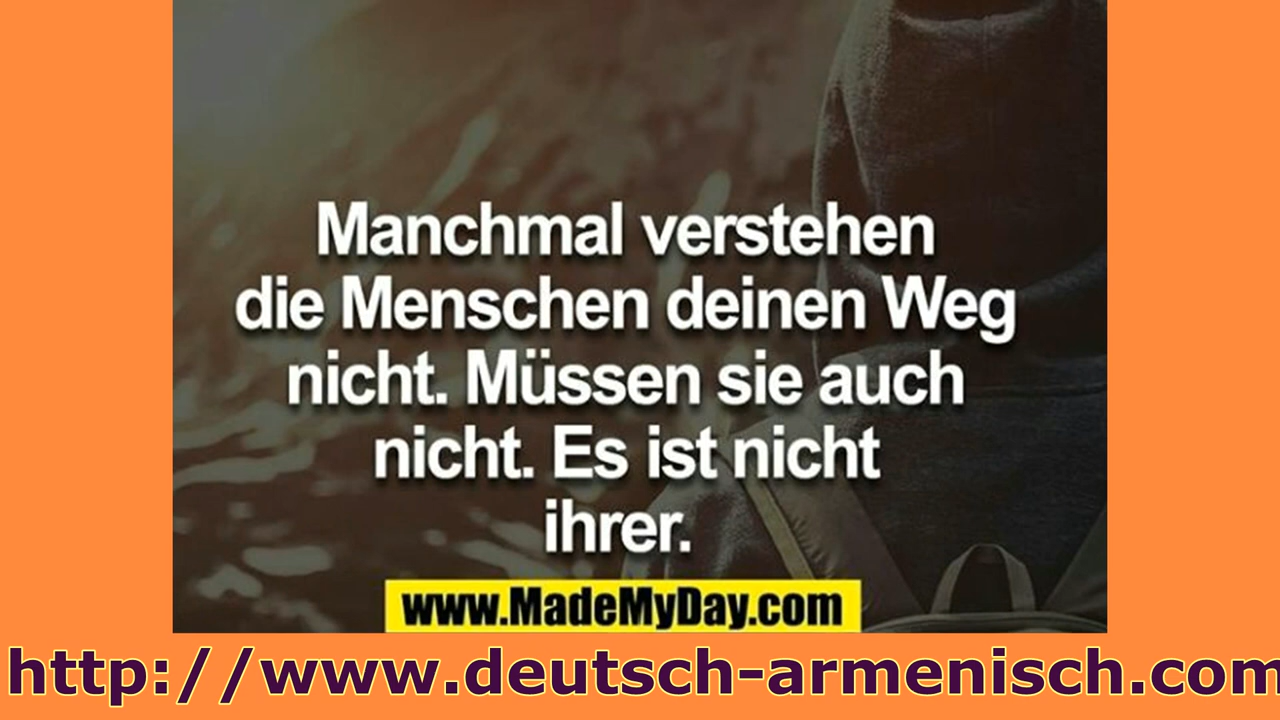 Manchmal verstehen
die Menschen deinen Weg
nicht. Müssen sie auch
nicht. Es ist nicht
ihrer.
www.MadeMyDay.com
http://www.deutsch-armenisch.com